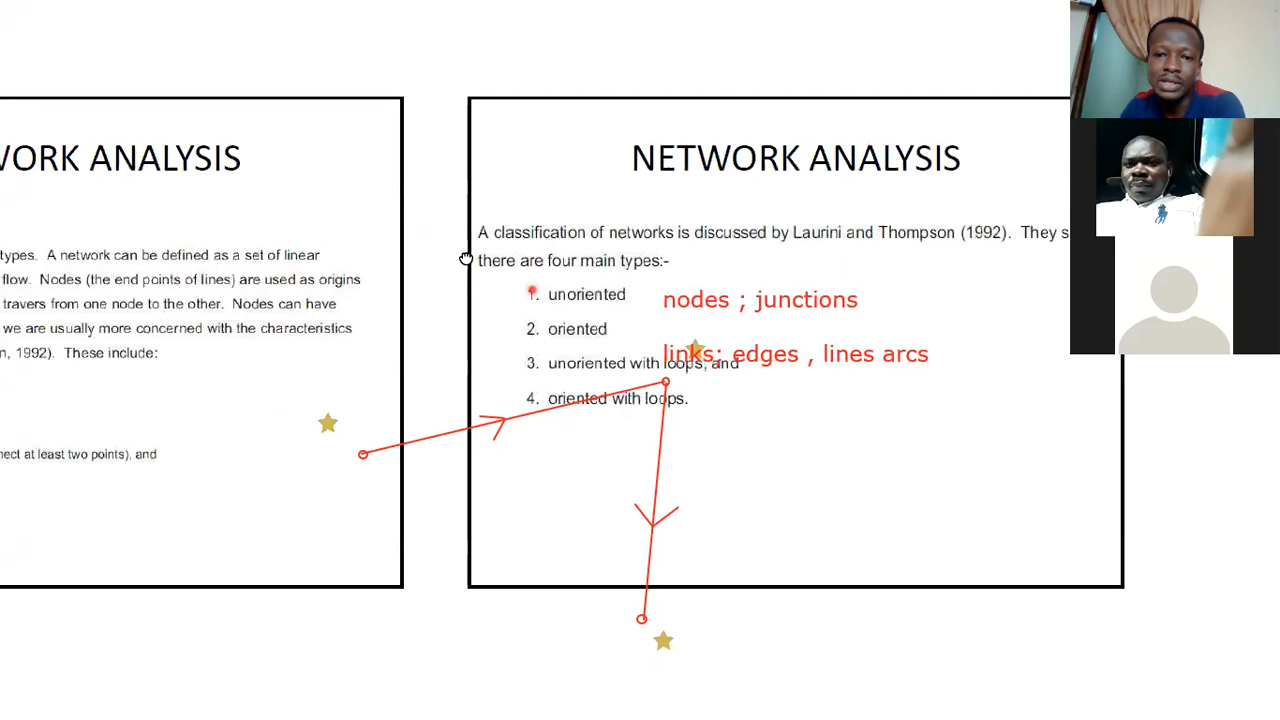 WORK ANALYSIS
types. A network can be defined as a set of linear
flow. Nodes (the end points of lines) are used as origins
travers from one node to the other. Nodes can have
we are usually more concerned with the characteristics
n, 1992). These include:
nect at least two points), and
NETWORK ANALYSIS
A classification of networks is discussed by Laurini and Thompson (1992). They s
there are four main types:-
1. unoriented
nodes ; junctions
2. oriented
links; edges , lines arcs
3. unoriented with loops, and
4. oriented with loops.